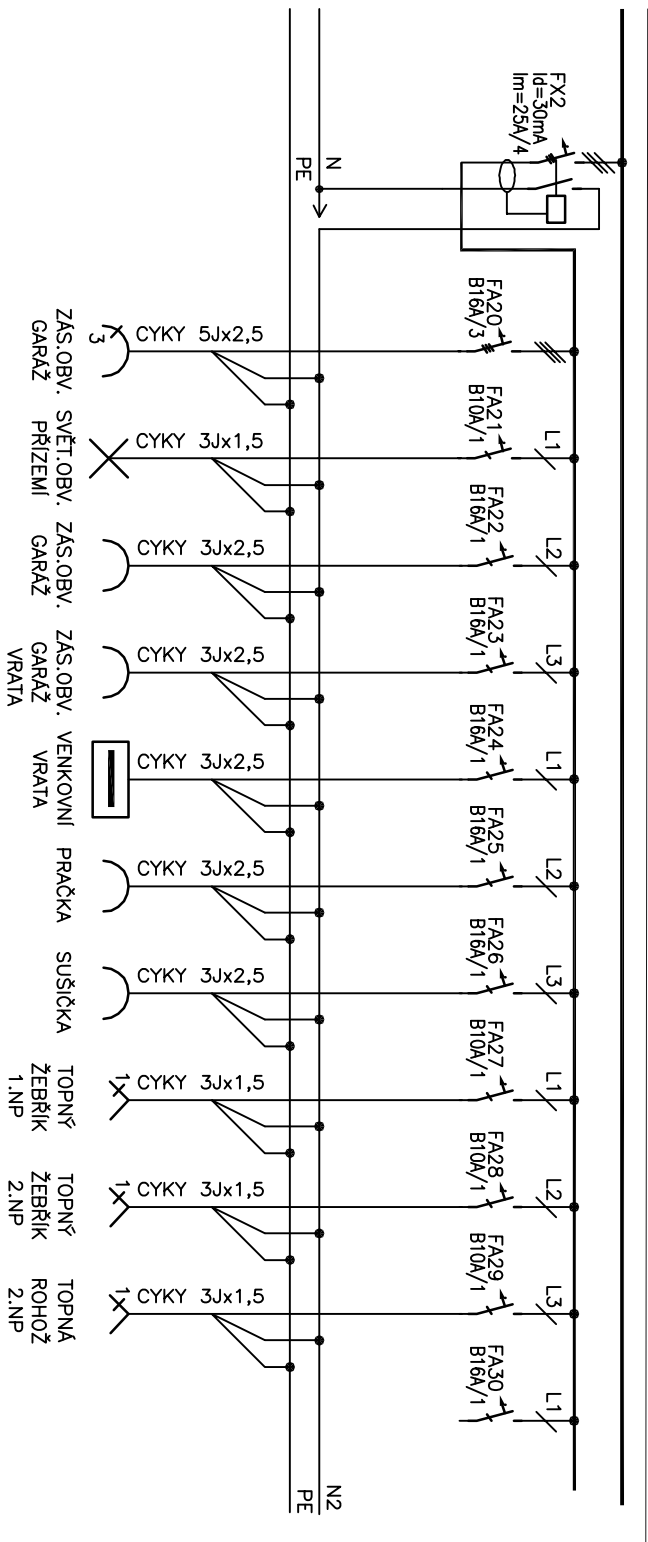 FX2
Id=30mA
Im=25A/4
N
PE
FA20
B16A/3
CYKY 5Jx2,5
3
ZÁS.OBV.
GARÁŽ
L1
FA21
B10A/1
CYKY 3Jx1,5
SVĚT.OBV.
PŘÍZEMÍ
L2
FA22
B16A/1
CYKY 3Jx2,5
ZÁS.OBV.
GARÁŽ
L3
FA23
B16A/1
CYKY 3Jx2,5
ZÁS.OBV.
GARÁŽ
VRATA
L1
FA24
B16A/1
CYKY 3Jx2,5
VENKOVNÍ
VRATA
L2
FA25
B16A/1
CYKY 3Jx2,5
PRAČKA
L3
FA26
B16A/1
CYKY 3Jx2,5
SUŠIČKA
L1
FA27
B10A/1
CYKY 3Jx1,5
1
TOPNÝ
ŽEBŘÍK
1.NP
L2
FA28
B10A/1
CYKY 3Jx1,5
1
TOPNÝ
ŽEBŘÍK
2.NP
L3
FA29
B10A/1
CYKY 3Jx1,5
1
TOPNÁ
ROHOŽ
2.NP
L1
FA30
B16A/1
N2
PE